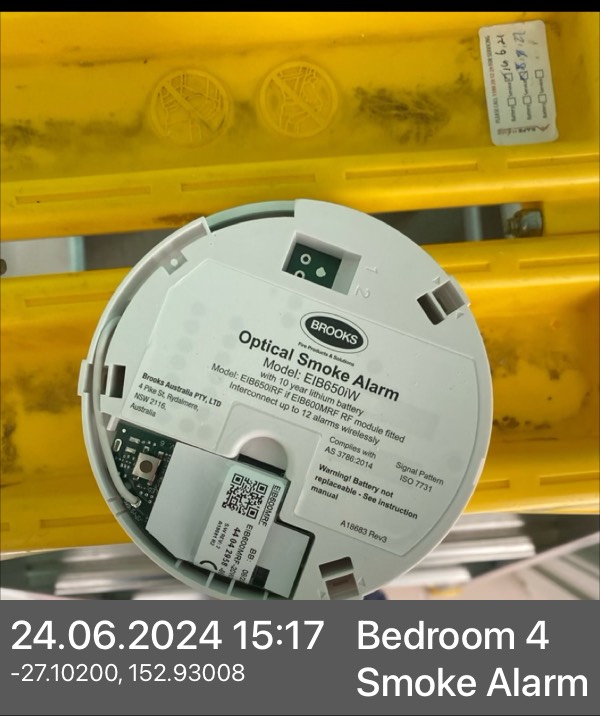 1 2
BROOKS
Fire Products & Solutions
Optical Smoke Alarm
Model: EIB650iW
with 10 year lithium battery
Model: EIB650iRF if EIB600MRF RF module fitted
Interconnect up to 12 alarms wirelessly
Brooks Australia PTY, LTD
4 Pike St, Rydalmere,
NSW 2116,
Australia
Complies with
AS 3786:2014
Signal Pattern
ISO 7731
Warning! Battery not
replaceable - See instruction
manual
A18683 Rev3
EIB600MRF
24.06.2024 15:17
-27.10200, 152.93008
Bedroom 4
Smoke Alarm